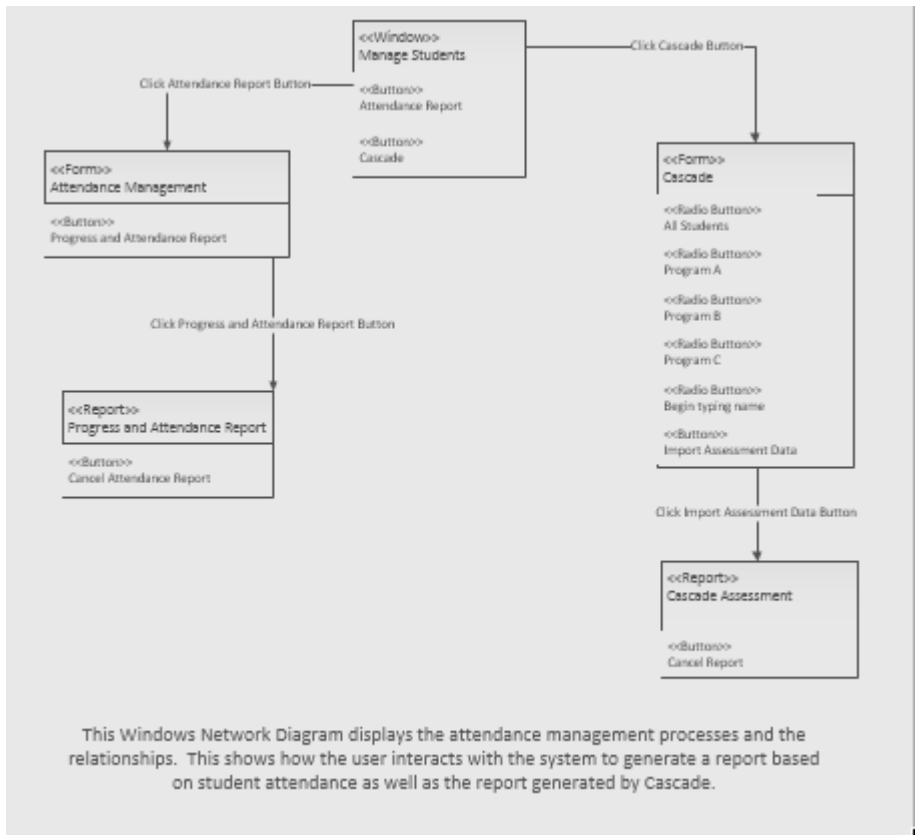 <<Window>>
Manage Students
<<Button>>
Attendance Report
<<Button>>
Cascade
Click Attendance Report Button
Click Cascade Button
<<Form>>
Attendance Management
<<Button>>
Progress and Attendance Report
Click Progress and Attendance Report Button
<<Report>>
Progress and Attendance Report
<<Button>>
Cancel Attendance Report
<<Form>>
Cascade
<<Radio Button>>
All Students
<<Radio Button>>
Program A
<<Radio Button>>
Program B
<<Radio Button>>
Program C
<<Radio Button>>
Begin typing name
<<Button>>
Import Assessment Data
Click Import Assessment Data Button
<<Report>>
Cascade Assessment
<<Button>>
Cancel Report
This Windows Network Diagram displays the attendance management processes and the
relationships.  This shows how the user interacts with the system to generate a report based
on student attendance as well as the report generated by Cascade.